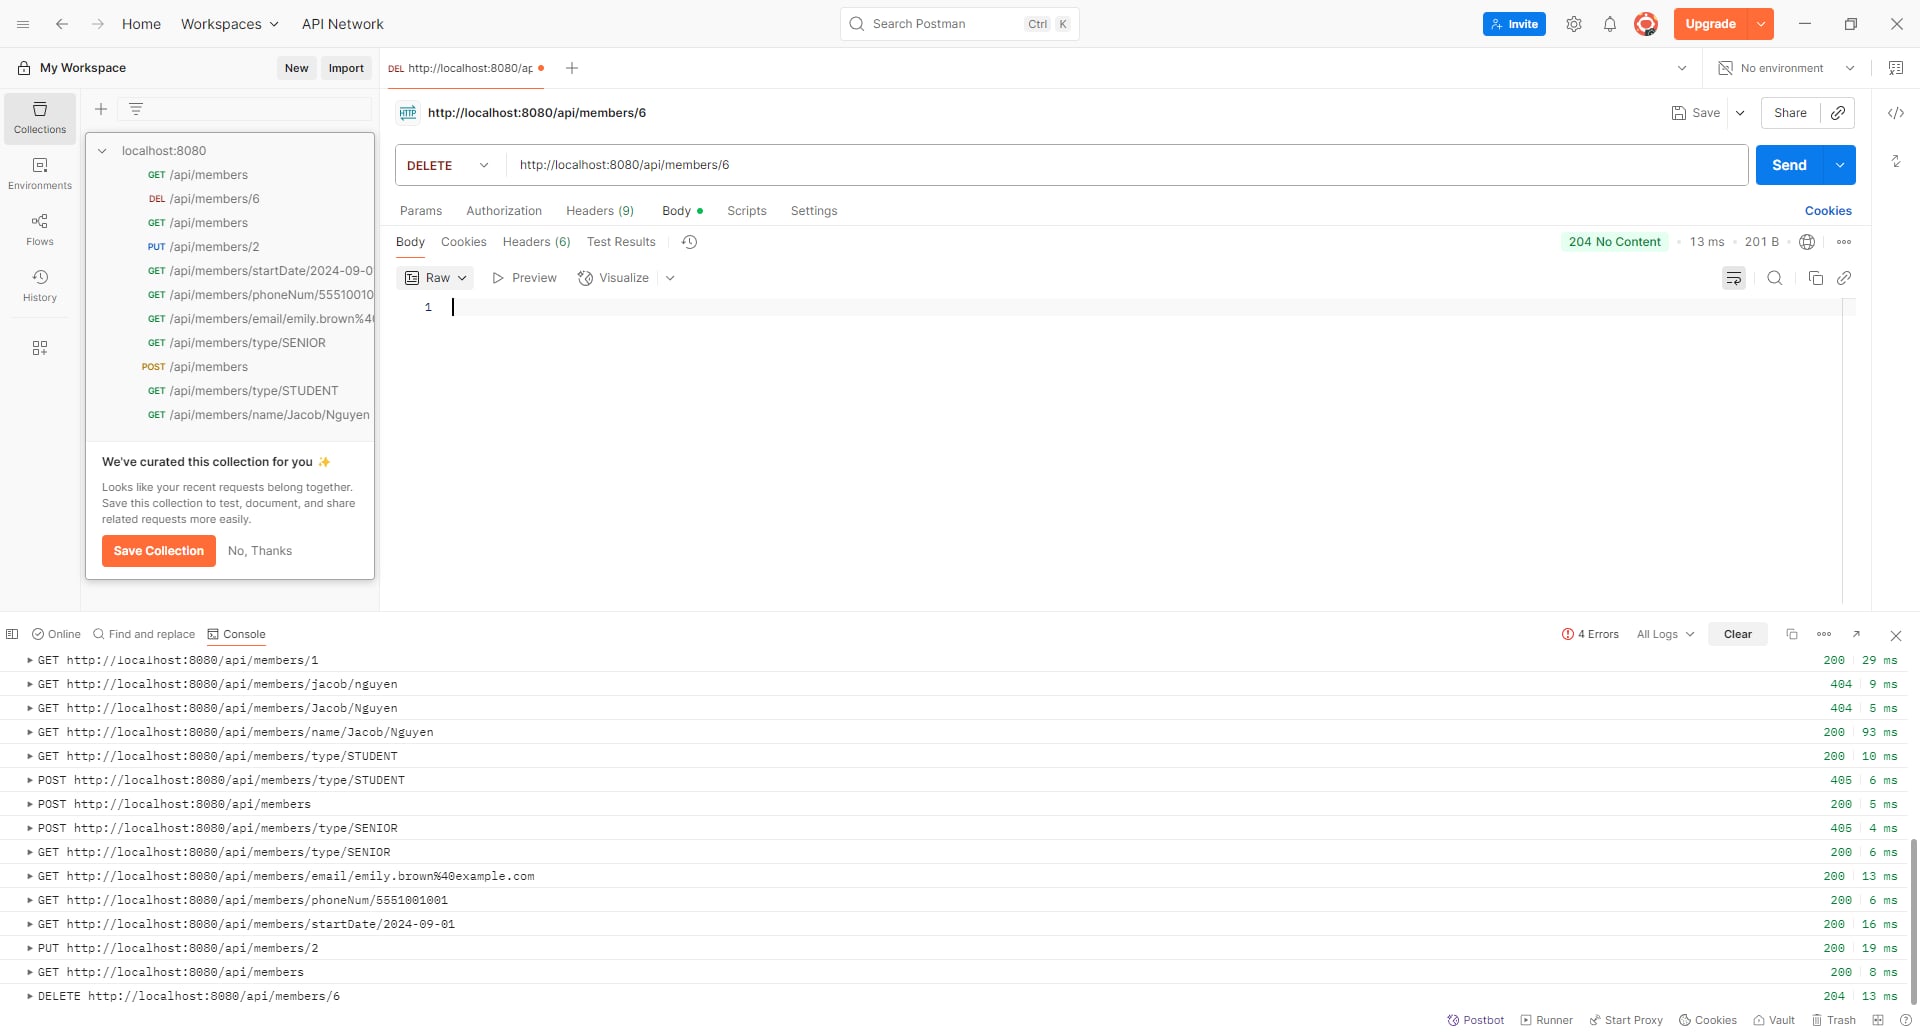 Home Workspaces API Network Search Postman Ctrl K Invite Upgrade
My Workspace New Import DEL http://localhost:8080/ap No environment
HTTP http://localhost:8080/api/members/6 Save Share
Collections
localhost:8080
GET /api/members
DEL /api/members/6
GET /api/members
PUT /api/members/2
GET /api/members/startDate/2024-09-0
GET /api/members/phoneNum/55510010
GET /api/members/email/emily.brown%4
GET /api/members/type/SENIOR
POST /api/members
GET /api/members/type/STUDENT
GET /api/members/name/Jacob/Nguyen
Environments
Flows
History
We've curated this collection for you ✨
Looks like your recent requests belong together.
Save this collection to test, document, and share
related requests more easily.
Save Collection No, Thanks
DELETE http://localhost:8080/api/members/6 Send
Params Authorization Headers (9) Body Scripts Settings Cookies
Body Cookies Headers (6) Test Results 204 No Content 13 ms 201 B
Raw Preview Visualize
1
Online Find and replace Console 4 Errors All Logs Clear
GET http://localhost:8080/api/members/1 200 29 ms
GET http://localhost:8080/api/members/jacob/nguyen 404 9 ms
GET http://localhost:8080/api/members/Jacob/Nguyen 404 5 ms
GET http://localhost:8080/api/members/name/Jacob/Nguyen 200 93 ms
GET http://localhost:8080/api/members/type/STUDENT 200 10 ms
POST http://localhost:8080/api/members/type/STUDENT 405 6 ms
POST http://localhost:8080/api/members 200 5 ms
POST http://localhost:8080/api/members/type/SENIOR 405 4 ms
GET http://localhost:8080/api/members/type/SENIOR 200 6 ms
GET http://localhost:8080/api/members/email/emily.brown%40example.com 200 13 ms
GET http://localhost:8080/api/members/phoneNum/5551001001 200 6 ms
GET http://localhost:8080/api/members/startDate/2024-09-01 200 16 ms
PUT http://localhost:8080/api/members/2 200 19 ms
GET http://localhost:8080/api/members 200 8 ms
DELETE http://localhost:8080/api/members/6 204 13 ms
Postbot Runner Start Proxy Cookies Vault Trash